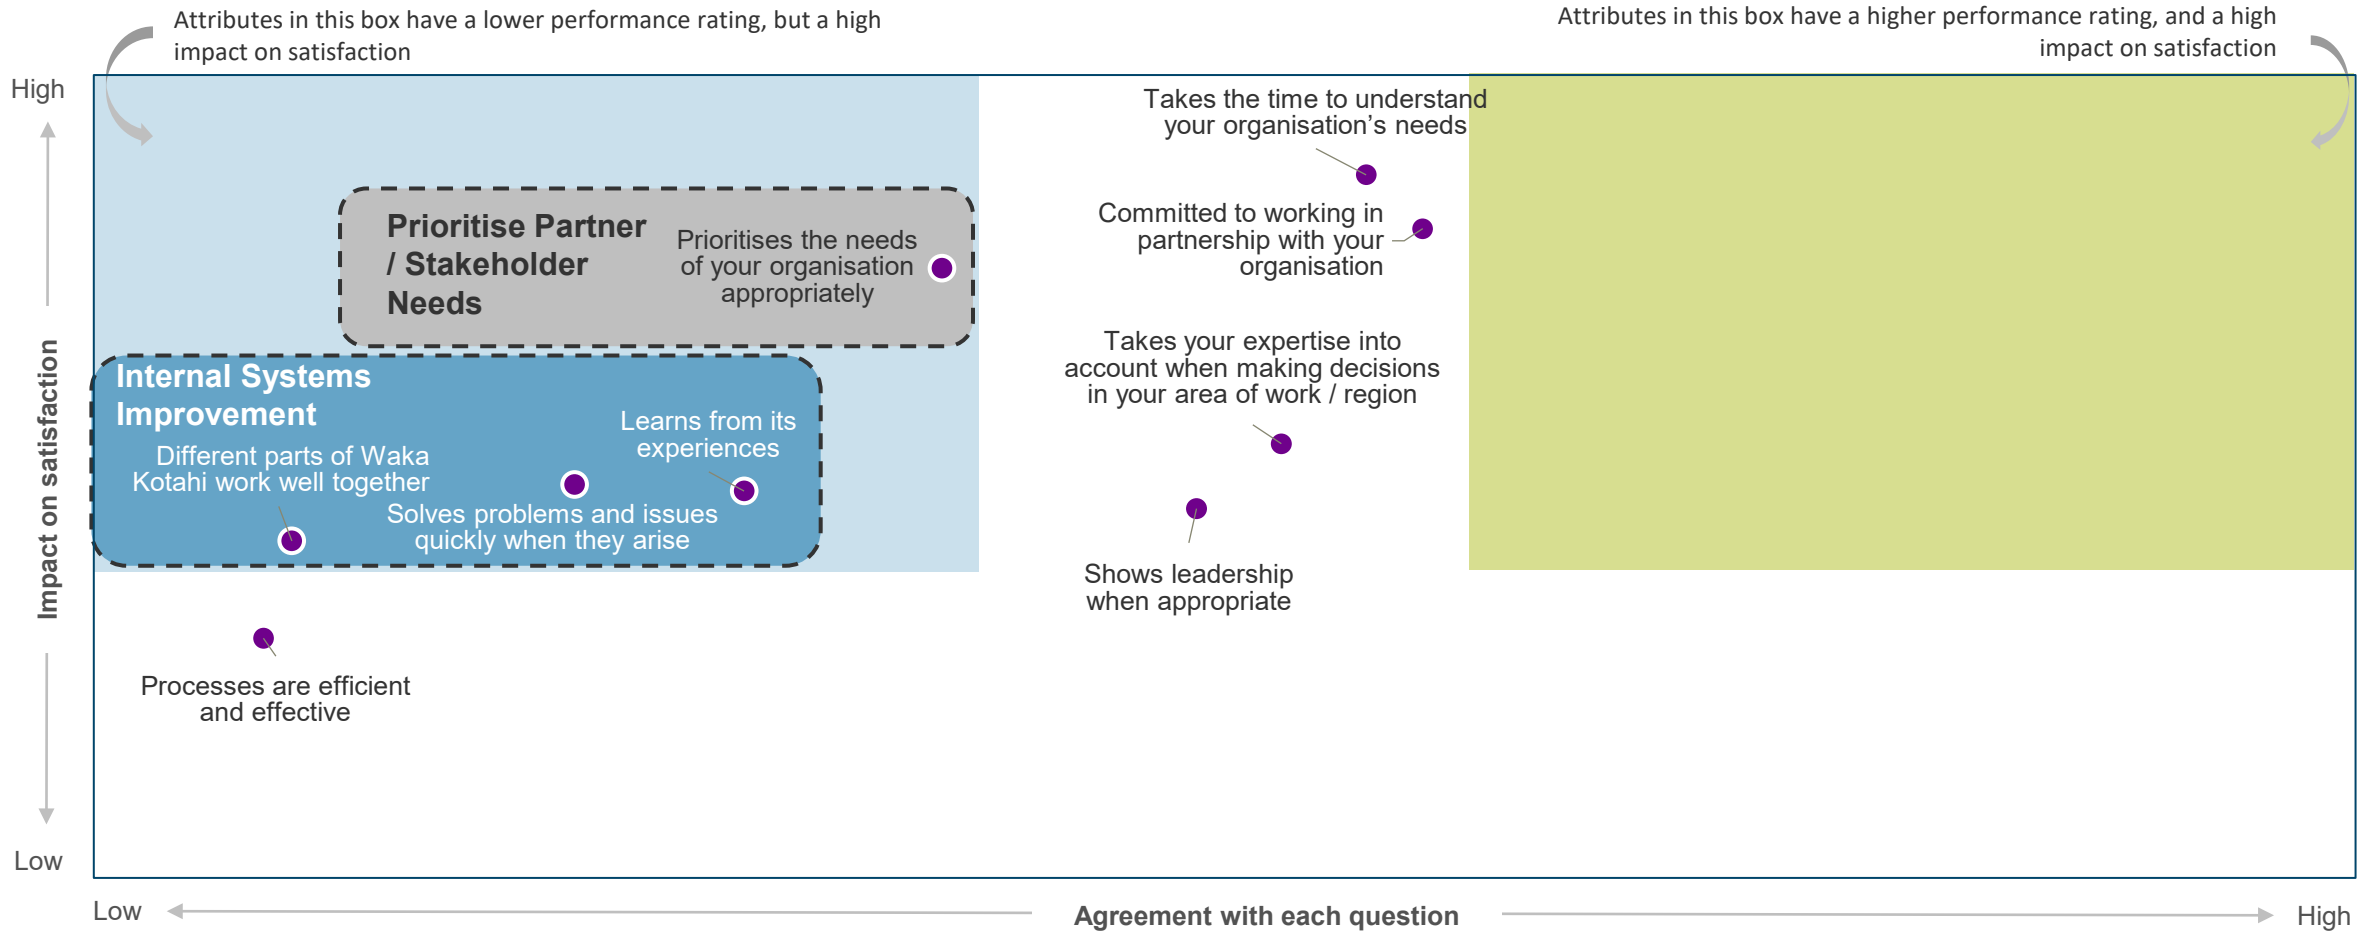 Attributes in this box have a lower performance rating, but a high
impact on satisfaction
Attributes in this box have a higher performance rating, and a high
impact on satisfaction
High
Impact on satisfaction
Low
Takes the time to understand
your organisation’s needs
Prioritise Partner
/ Stakeholder
Needs
Prioritises the needs
of your organisation
appropriately
Committed to working in
partnership with your
organisation
Internal Systems
Improvement
Different parts of Waka
Kotahi work well together
Learns from its
experiences
Solves problems and issues
quickly when they arise
Takes your expertise into
account when making decisions
in your area of work / region
Shows leadership
when appropriate
Processes are efficient
and effective
Low
Agreement with each question
High